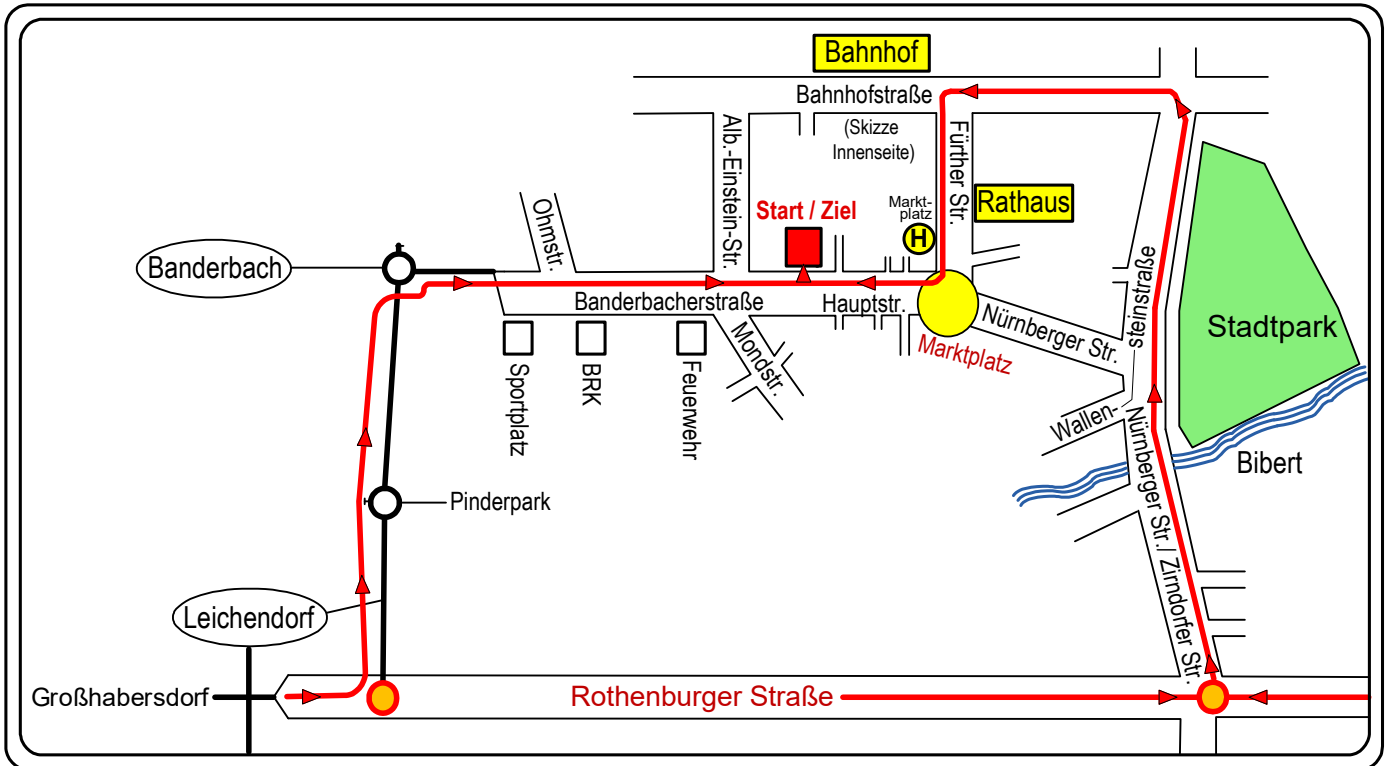 Bahnhof
Bahnhofstraße
(Skizze
Innenseite)
Alb.-Einstein-Str.
Fürther Str.
Rathaus
Markt-
platz
H
Start / Ziel
Ohmstr.
Banderbach
Banderbacherstraße
Hauptstr.
Marktplatz
Nürnberger Str.
steinstraße
Wallen-
Stadtpark
Bibert
Mondstr.
Sportplatz
BRK
Feuerwehr
Nürnberger Str./ Zirndorfer Str.
Pinderpark
Leichendorf
Großhabersdorf
Rothenburger Straße